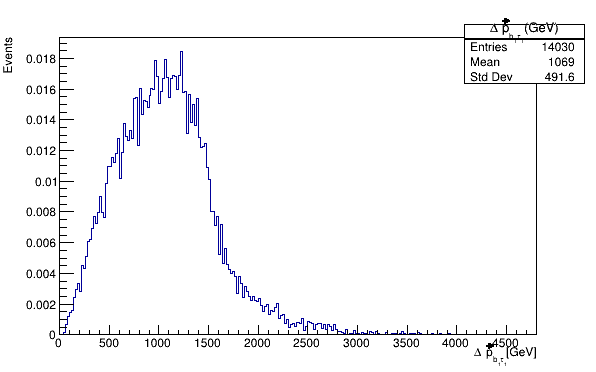 Δ p⃗ b₁τ₁ (GeV)
Entries 14030
Mean 1069
Std Dev 491.6
Events
0.018
0.016
0.014
0.012
0.01
0.008
0.006
0.004
0.002
0
0 500 1000 1500 2000 2500 3000 3500 4000 4500
Δ p⃗ b₁τ₁ [GeV]